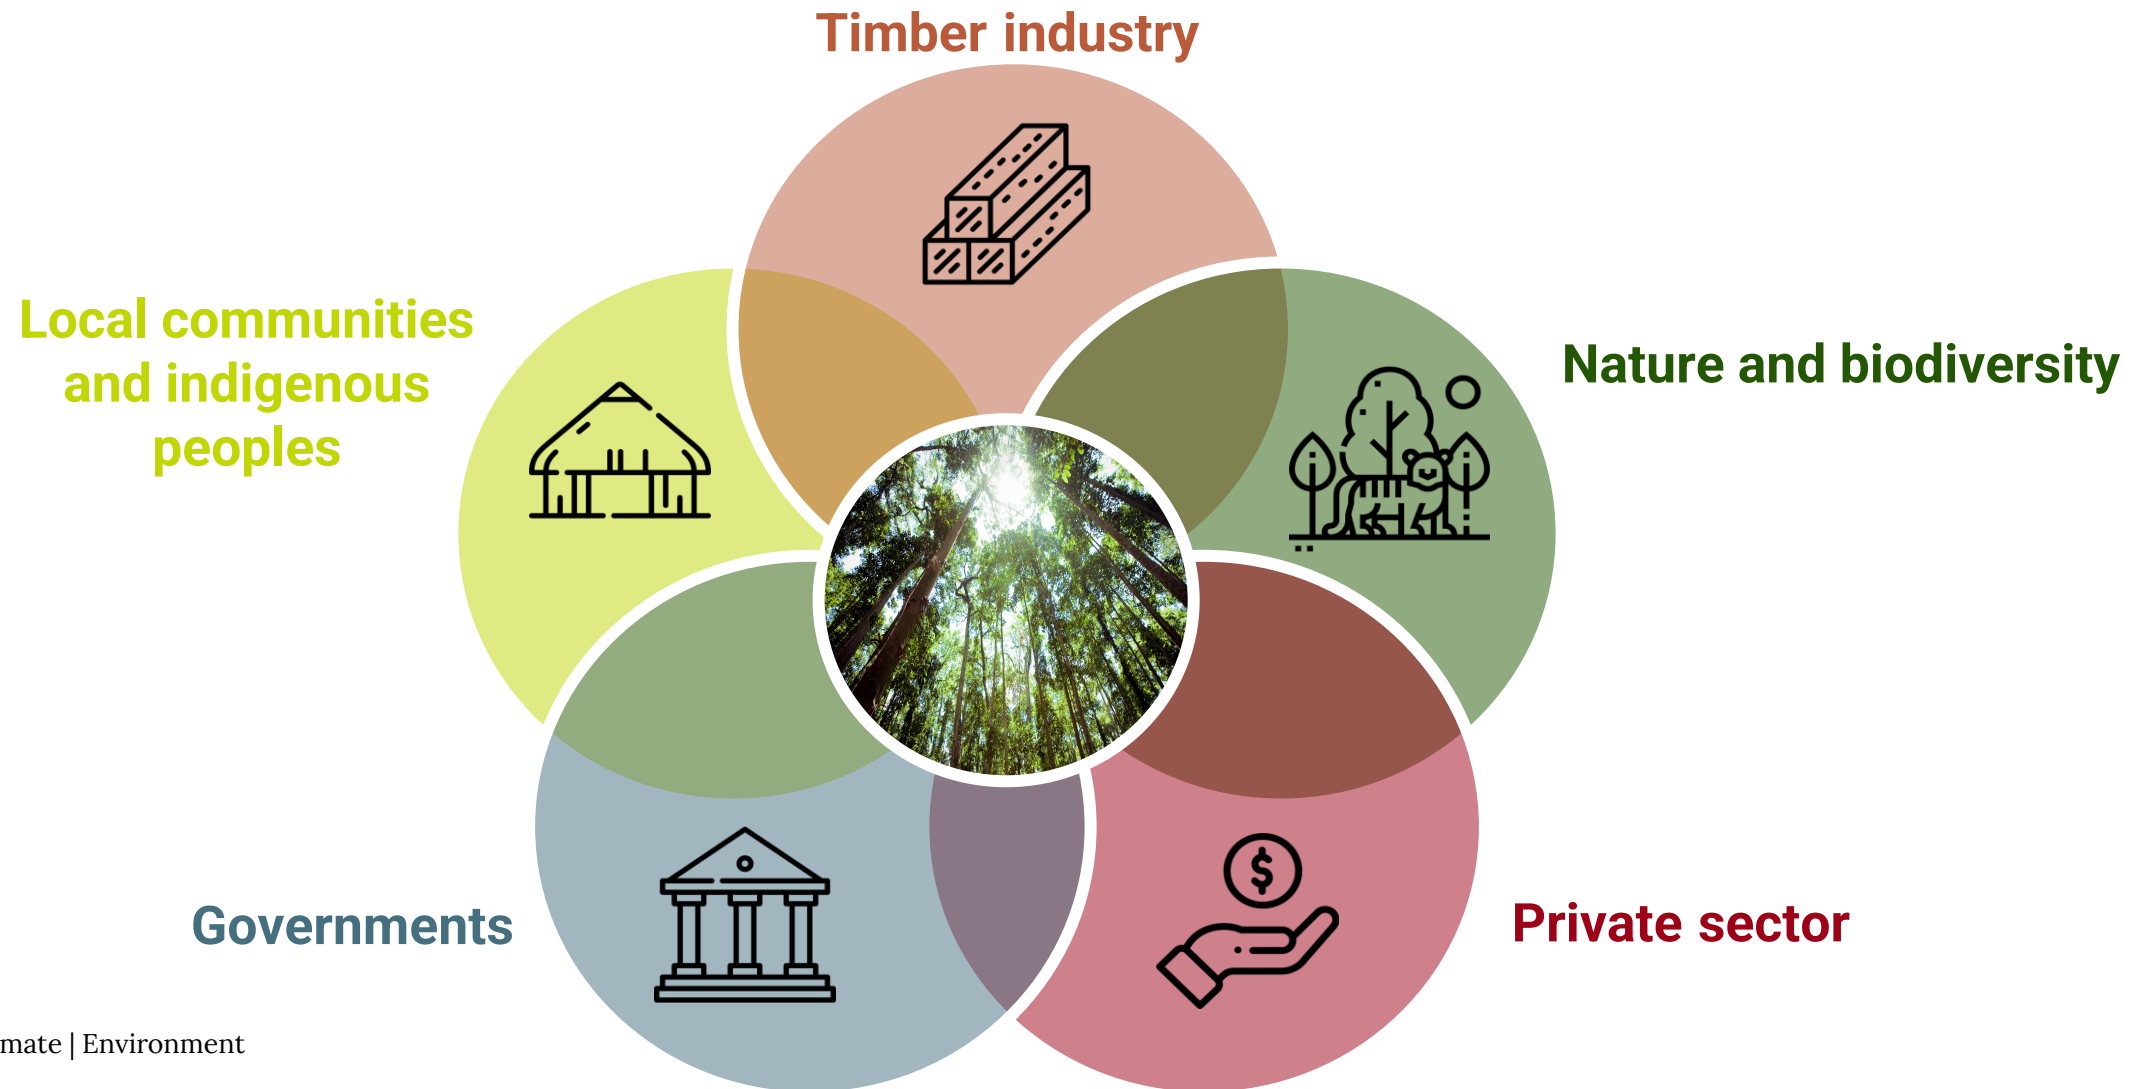 Timber industry
Local communities
and indigenous
peoples
Nature and biodiversity
$
Governments
Private sector
mate | Environment